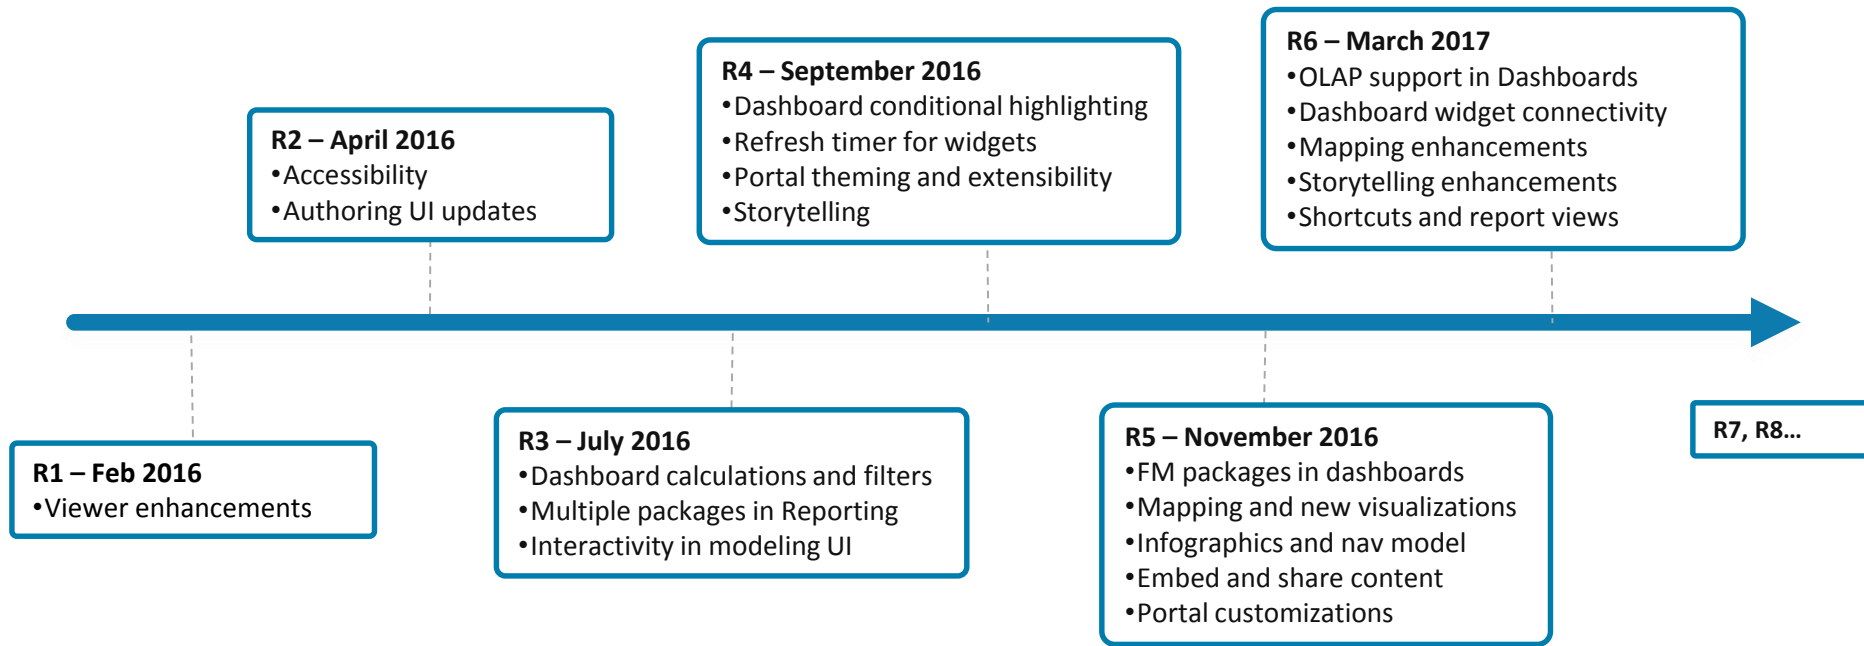 R1 – Feb 2016
•Viewer enhancements
R2 – April 2016
•Accessibility
•Authoring UI updates
R3 – July 2016
•Dashboard calculations and filters
•Multiple packages in Reporting
•Interactivity in modeling UI
R4 – September 2016
•Dashboard conditional highlighting
•Refresh timer for widgets
•Portal theming and extensibility
•Storytelling
R5 – November 2016
•FM packages in dashboards
•Mapping and new visualizations
•Infographics and nav model
•Embed and share content
•Portal customizations
R6 – March 2017
•OLAP support in Dashboards
•Dashboard widget connectivity
•Mapping enhancements
•Storytelling enhancements
•Shortcuts and report views
R7, R8…